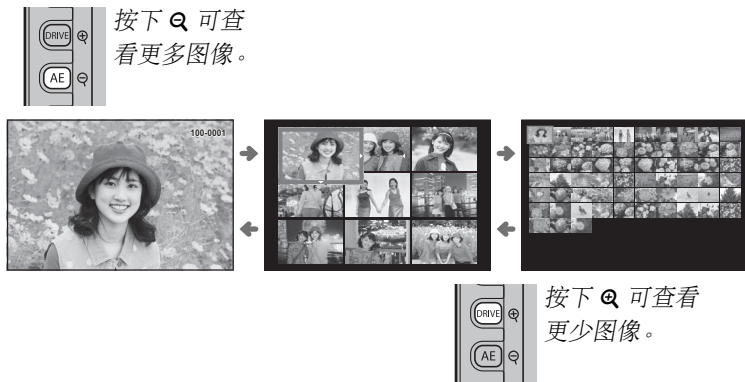 DRIVE
AE
按下 可查
看更多图像。
100-0001
DRIVE
AE
按下 可查看
更少图像。